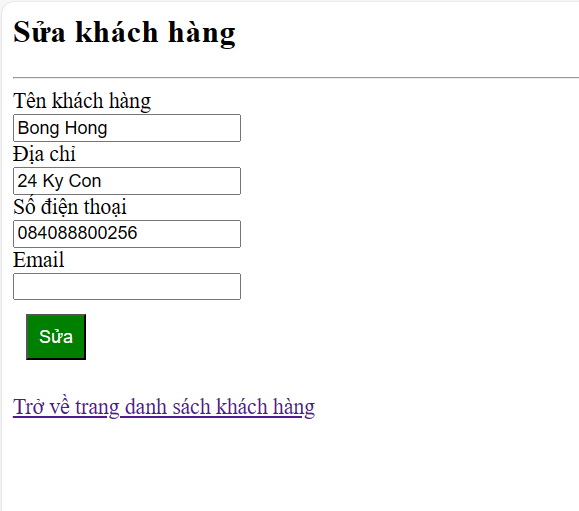 Sửa khách hàng
Tên khách hàng
Bong Hong
Địa chỉ
24 Ky Con
Số điện thoại
084088800256
Email
Sửa
Trở về trang danh sách khách hàng